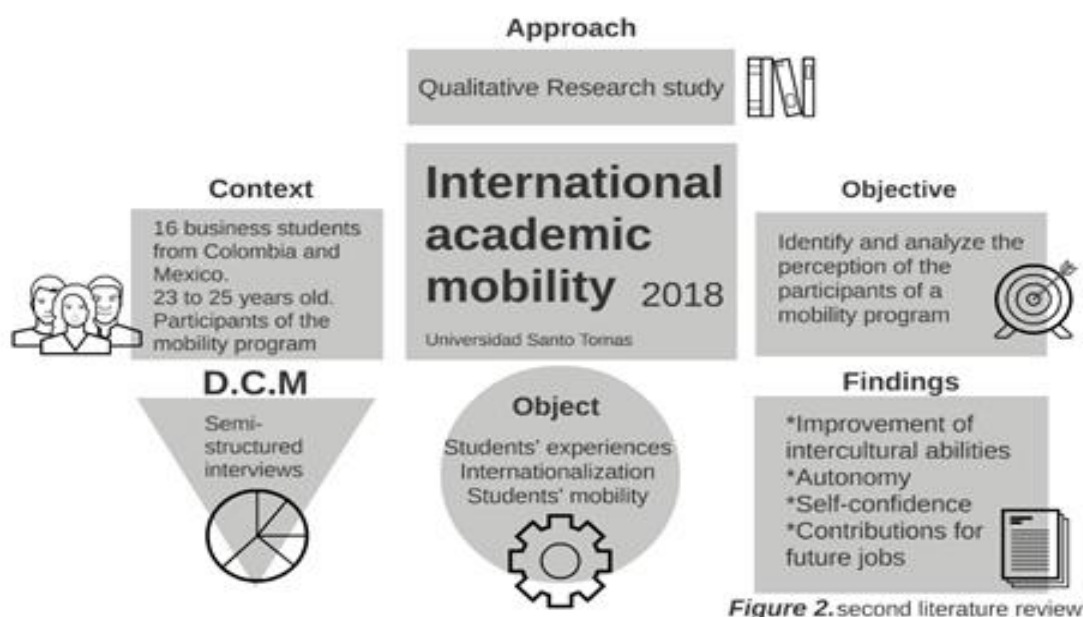 Approach
Qualitative Research study
International
academic
mobility 2018
Universidad Santo Tomas
Context
16 business students
from Colombia and
Mexico.
23 to 25 years old.
Participants of the
mobility program
Objective
Identify and analyze the
perception of the
participants of a
mobility program
D.C.M
Semi-
structured
interviews
Object
Students' experiences
Internationalization
Students' mobility
Findings
*Improvement of
intercultural abilities
*Autonomy
*Self-confidence
*Contributions for
future jobs
Figure 2. second literature review